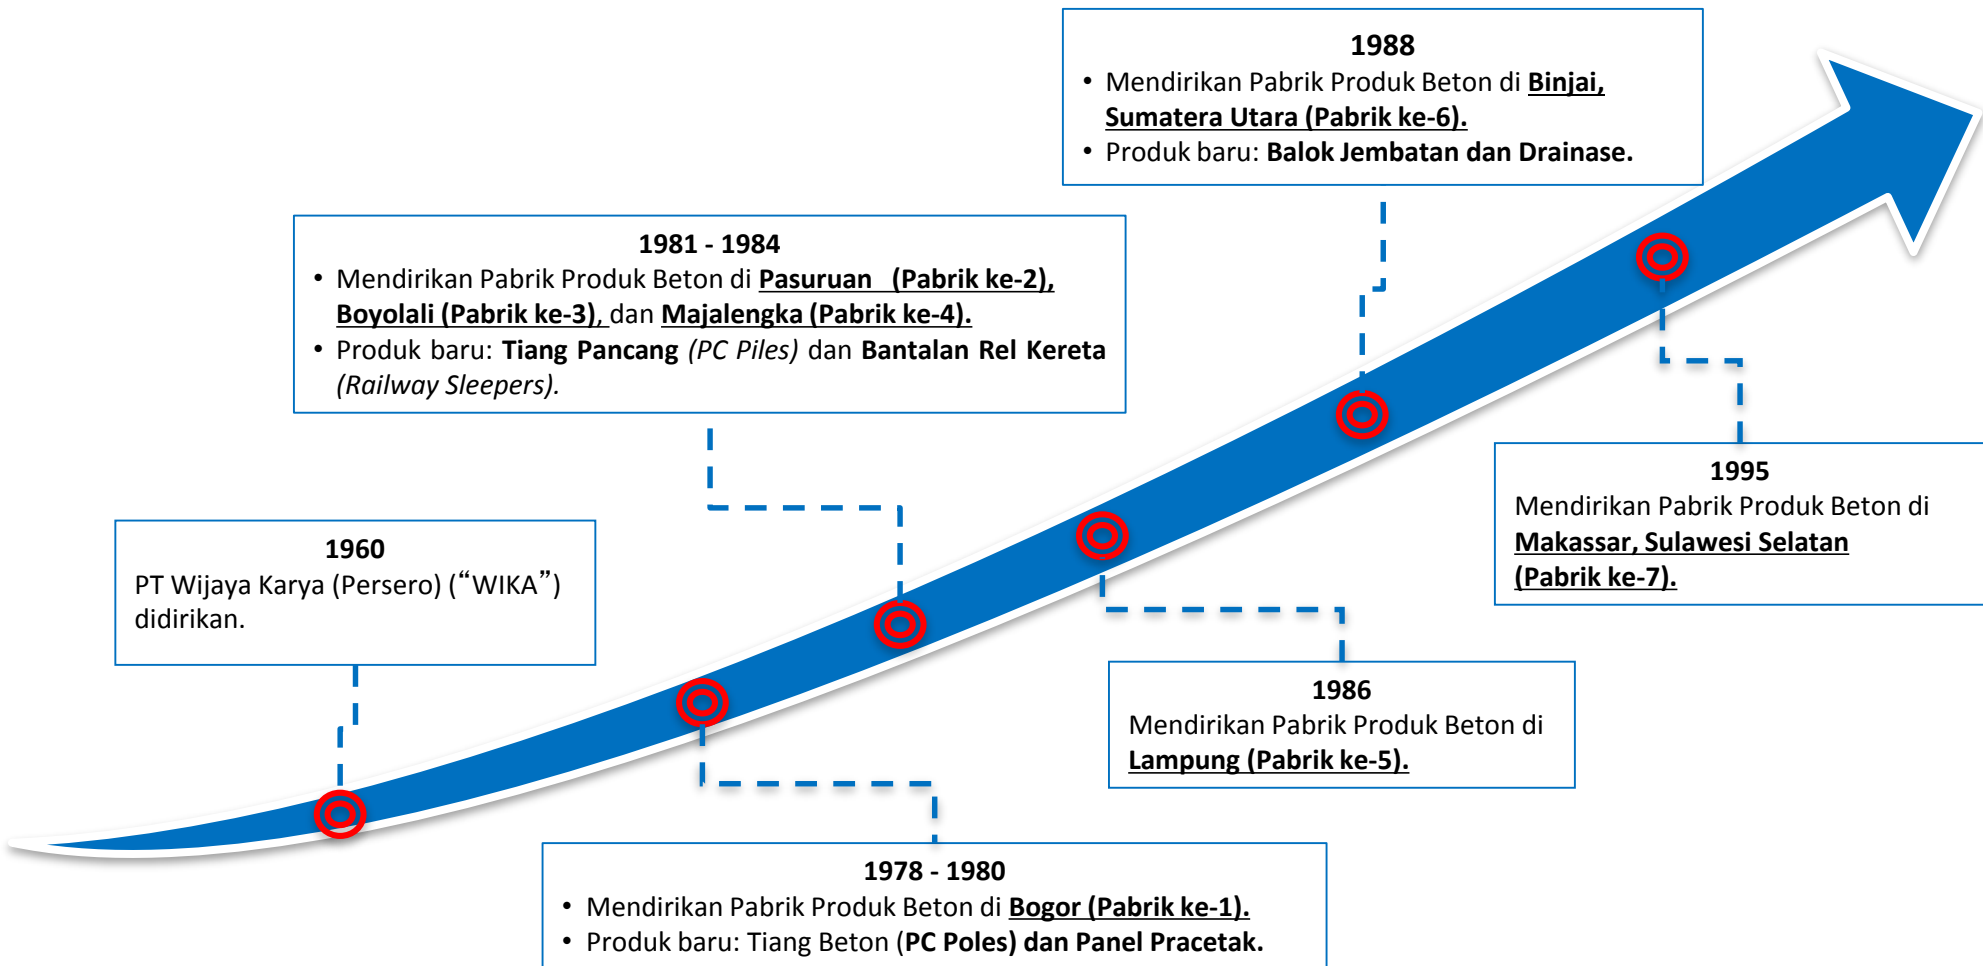 1960
PT Wijaya Karya (Persero) (“WIKA”)
didirikan.
1978 - 1980
• Mendirikan Pabrik Produk Beton di Bogor (Pabrik ke-1).
• Produk baru: Tiang Beton (PC Poles) dan Panel Pracetak.
1981 - 1984
• Mendirikan Pabrik Produk Beton di Pasuruan (Pabrik ke-2),
Boyolali (Pabrik ke-3), dan Majalengka (Pabrik ke-4).
• Produk baru: Tiang Pancang (PC Piles) dan Bantalan Rel Kereta
(Railway Sleepers).
1986
Mendirikan Pabrik Produk Beton di
Lampung (Pabrik ke-5).
1988
• Mendirikan Pabrik Produk Beton di Binjai,
Sumatera Utara (Pabrik ke-6).
• Produk baru: Balok Jembatan dan Drainase.
1995
Mendirikan Pabrik Produk Beton di
Makassar, Sulawesi Selatan
(Pabrik ke-7).